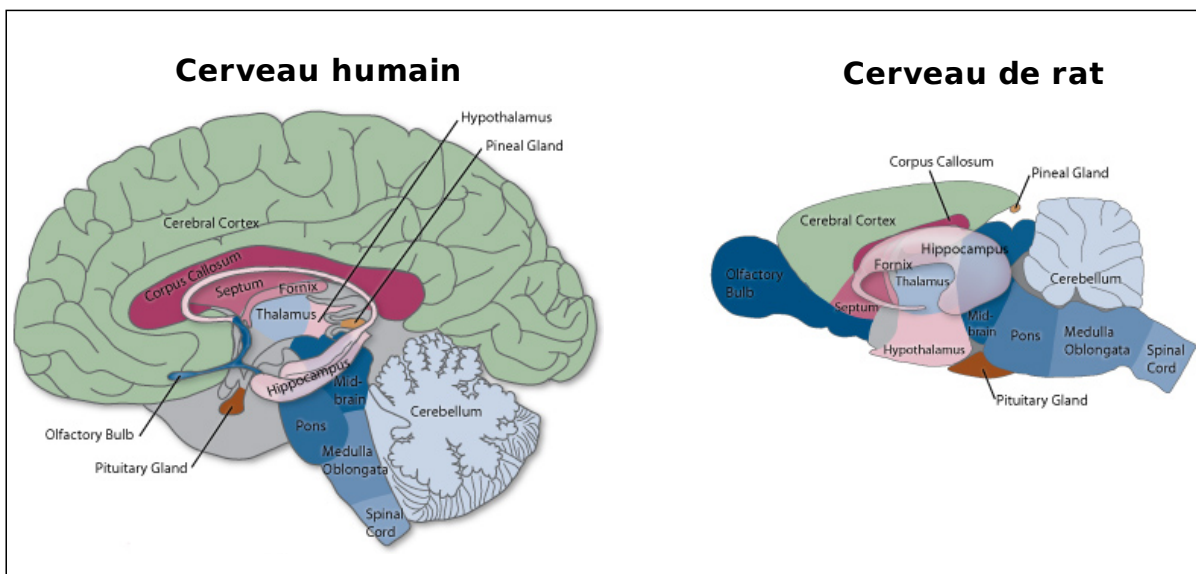 Cerveau humain
Hypothalamus
Pineal Gland
Cerebral Cortex
Corpus Callosum
Septum
Fornix
Thalamus
Hippocampus
Mid-
brain
Cerebellum
Pons
Olfactory Bulb
Medulla
Oblongata
Pituitary Gland
Spinal
Cord
Cerveau de rat
Corpus Callosum
Pineal Gland
Cerebral Cortex
Hippocampus
Fornix
Olfactory
Bulb
Thalamus
Cerebellum
Septum
Mid-
brain
Pons
Medulla
Oblongata
Hypothalamus
Spinal
Cord
Pituitary Gland